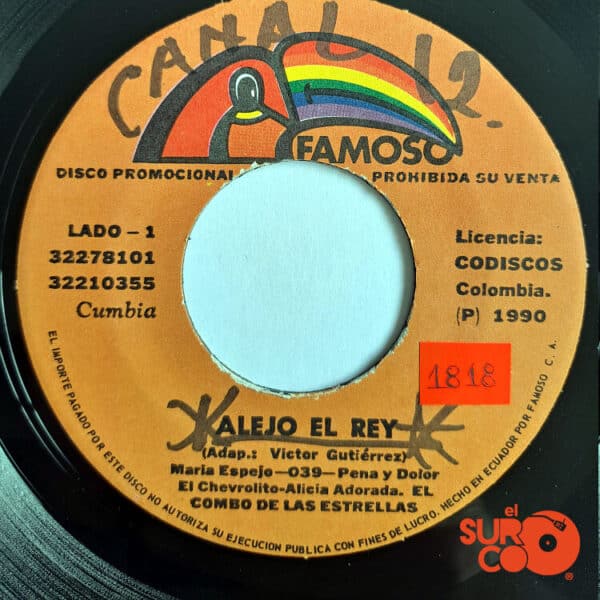 CANAL 12.
FAMOSO
DISCO PROMOCIONAL PROHIBIDA SU VENTA
LADO - 1
32278101
32210355
Cumbia
Licencia:
CODISCOS
Colombia.
(P) 1990
1818
ALEJO EL REY
(Adap.: Victor Gutiérrez)
Maria Espejo-039-Pena y Dolor
El Chevrolito-Alicia Adorada. EL
COMBO DE LAS ESTRELLAS
EL IMPORTE PAGADO POR ESTE DISCO NO AUTORIZA SU EJECUCION PUBLICA CON FINES DE LUCRO. HECHO EN ECUADOR POR FAMOSO C. A.
el
SURCO
®